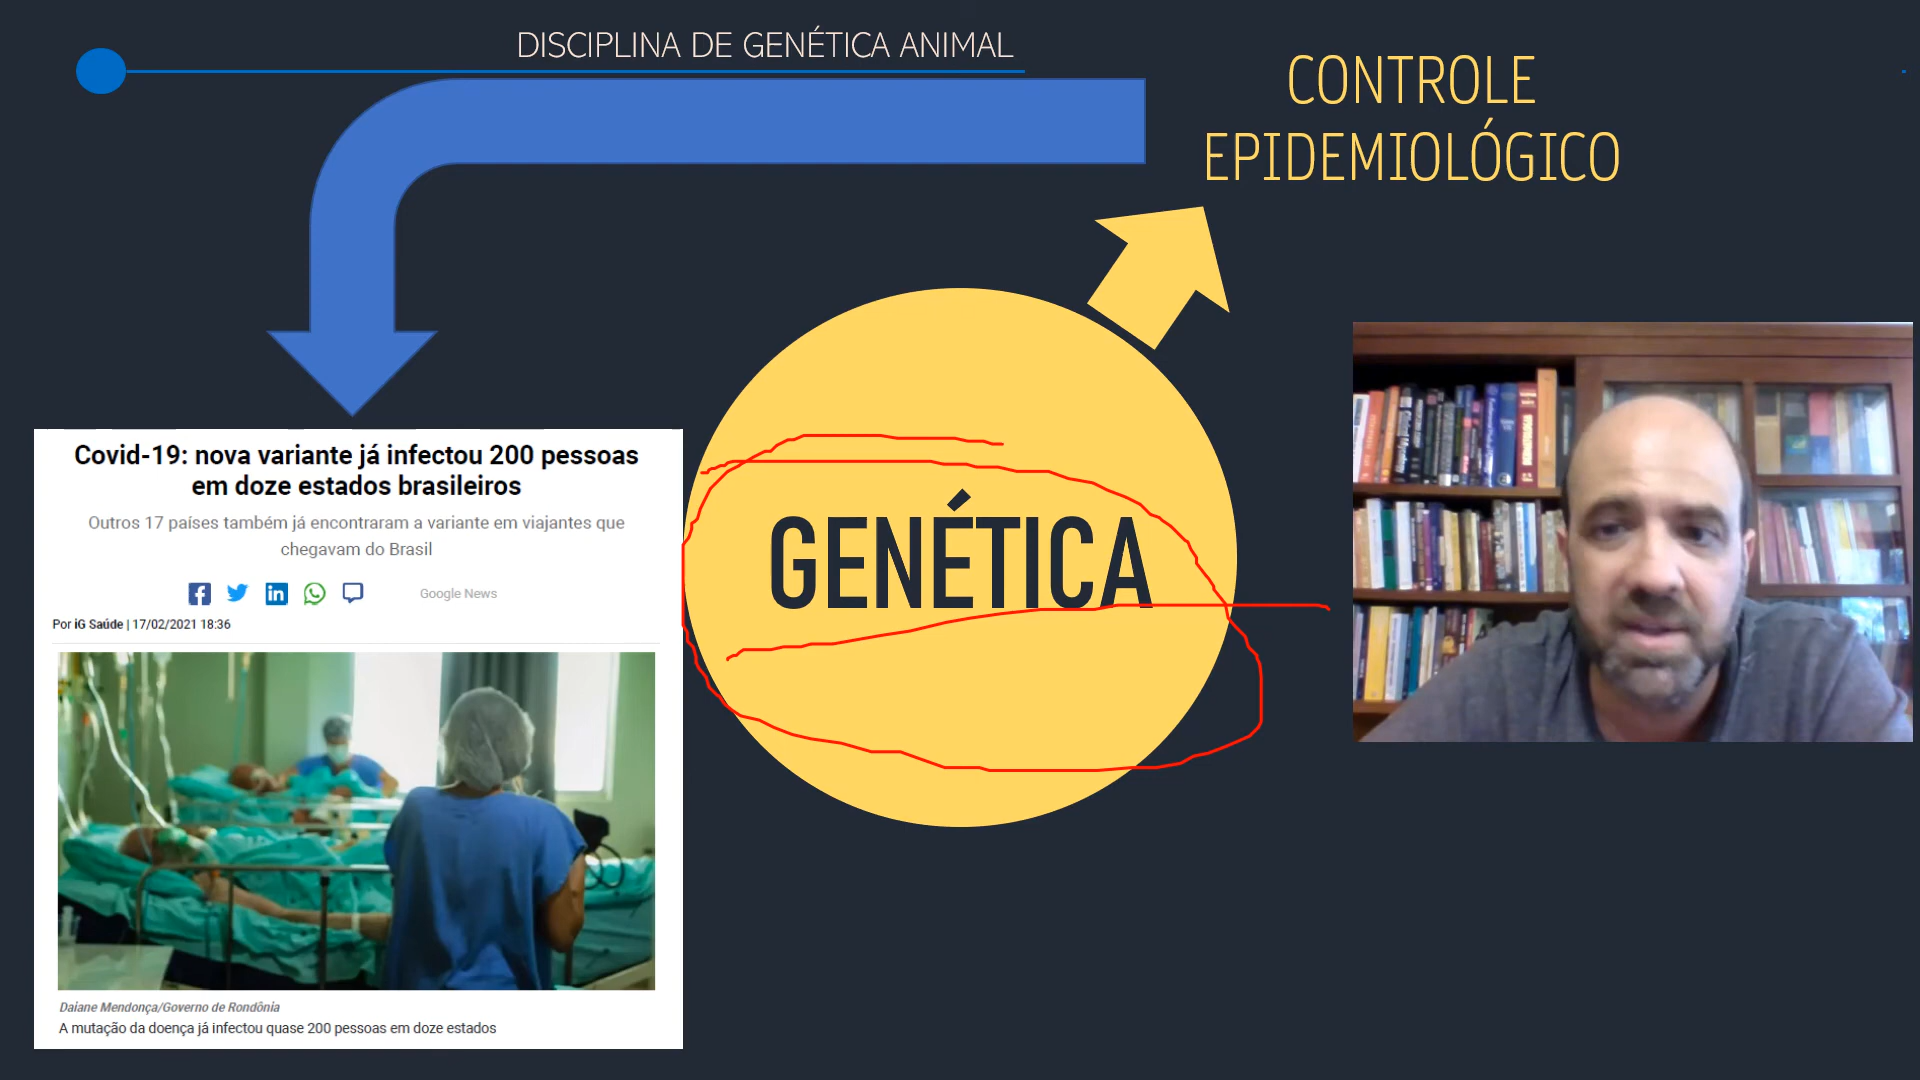 DISCIPLINA DE GENÉTICA ANIMAL
CONTROLE
EPIDEMIOLÓGICO
GENÉTICA
Covid-19: nova variante já infectou 200 pessoas
em doze estados brasileiros
Outros 17 países também já encontraram a variante em viajantes que
chegavam do Brasil
Google News
Por iG Saúde | 17/02/2021 18:36
Daiane Mendonça/Governo de Rondônia
A mutação da doença já infectou quase 200 pessoas em doze estados